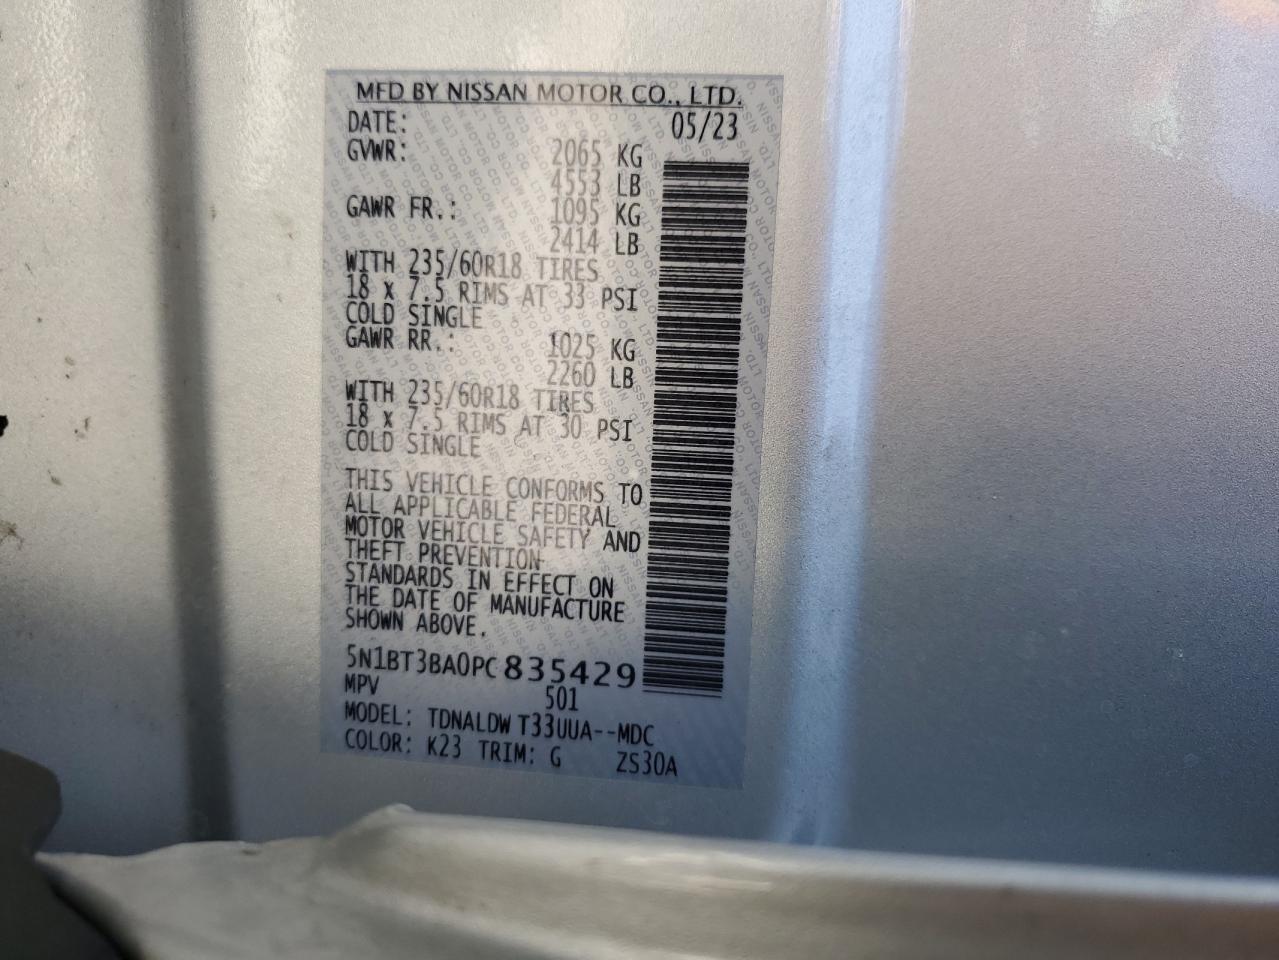 MFD BY NISSAN MOTOR CO., LTD.
DATE: 05/23
GVWR: 2065 KG
4553 LB
GAWR FR.: 1095 KG
2414 LB
WITH 235/60R18 TIRES
18 x 7.5 RIMS AT 33 PSI
COLD SINGLE
GAWR RR.: 1025 KG
2260 LB
WITH 235/60R18 TIRES
18 x 7.5 RIMS AT 30 PSI
COLD SINGLE
THIS VEHICLE CONFORMS TO
ALL APPLICABLE FEDERAL
MOTOR VEHICLE SAFETY AND
THEFT PREVENTION
STANDARDS IN EFFECT ON
THE DATE OF MANUFACTURE
SHOWN ABOVE.
5N1BT3BA0PC835429
MPV 501
MODEL: TDNALDW T33UUA--MDC
COLOR: K23 TRIM: G ZS30A